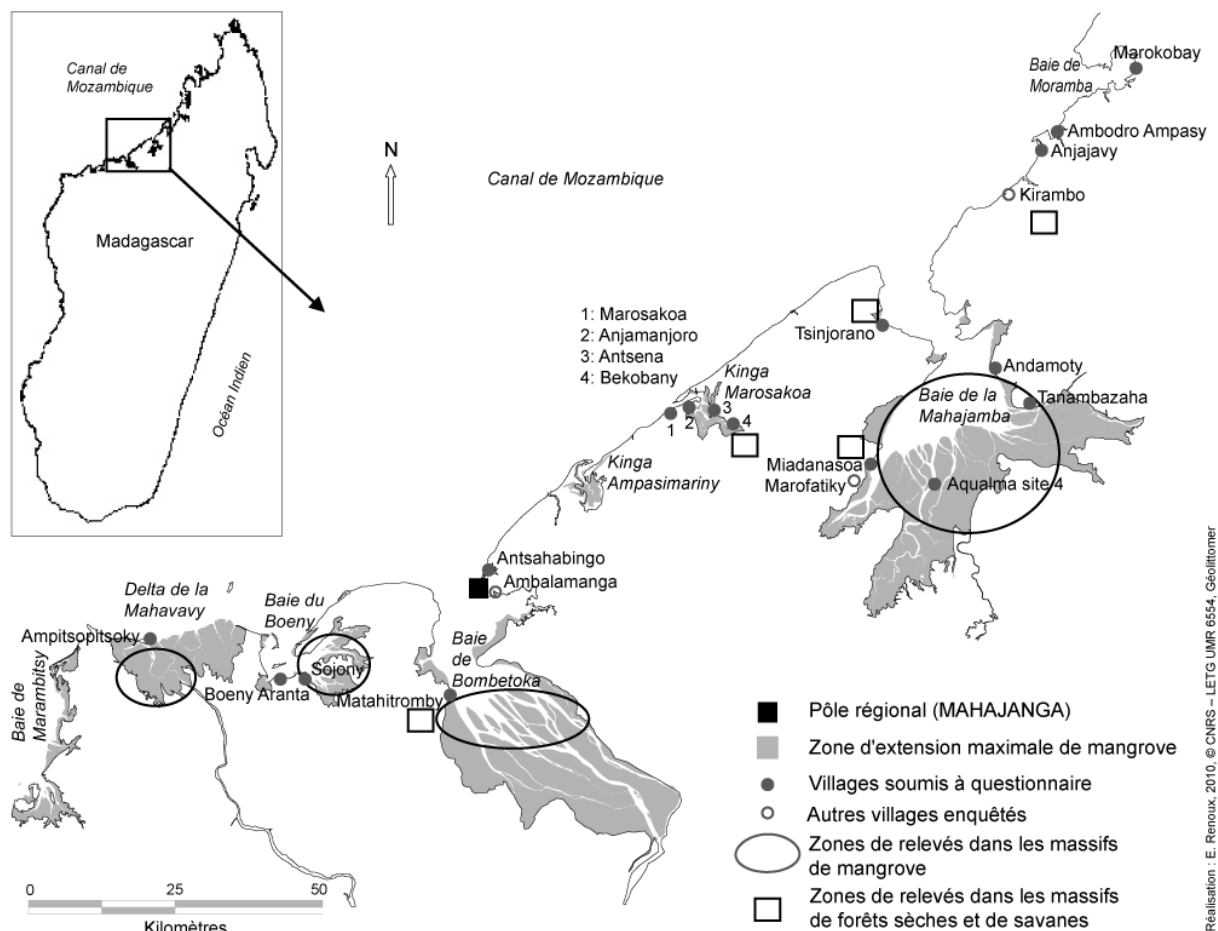 Canal de
Mozambique
Madagascar
Océan Indien
N
Canal de Mozambique
Baie de
Moramba
Marokobay
Ambodro Ampasy
Anjajavy
Kirambo
1: Marosakoa
2: Anjamanjoro
3: Antsena
4: Bekobany
Tsinjorano
Kinga
Marosakoa
1
2
3
4
Andamoty
Tanambazaha
Baie de la
Mahajamba
Kinga
Ampasimariny
Miadanasoa
Marofatiky
Aqualma site 4
Antsahabingo
Ambalamanga
Delta de la
Mahavavy
Baie du
Boeny
Ampitsopitsoky
Baie
de
Bombetoka
Sojony
Boeny Aranta
Matahitromby
Baie de
Marambitsy
Pôle régional (MAHAJANGA)
Zone d'extension maximale de mangrove
Villages soumis à questionnaire
Autres villages enquêtés
Zones de relevés dans les massifs
de mangrove
Zones de relevés dans les massifs
de forêts sèches et de savanes
0 25 50
Kilomètres
Réalisation : E. Renoux, 2010, © CNRS – LETG UMR 6554, Géolittomer